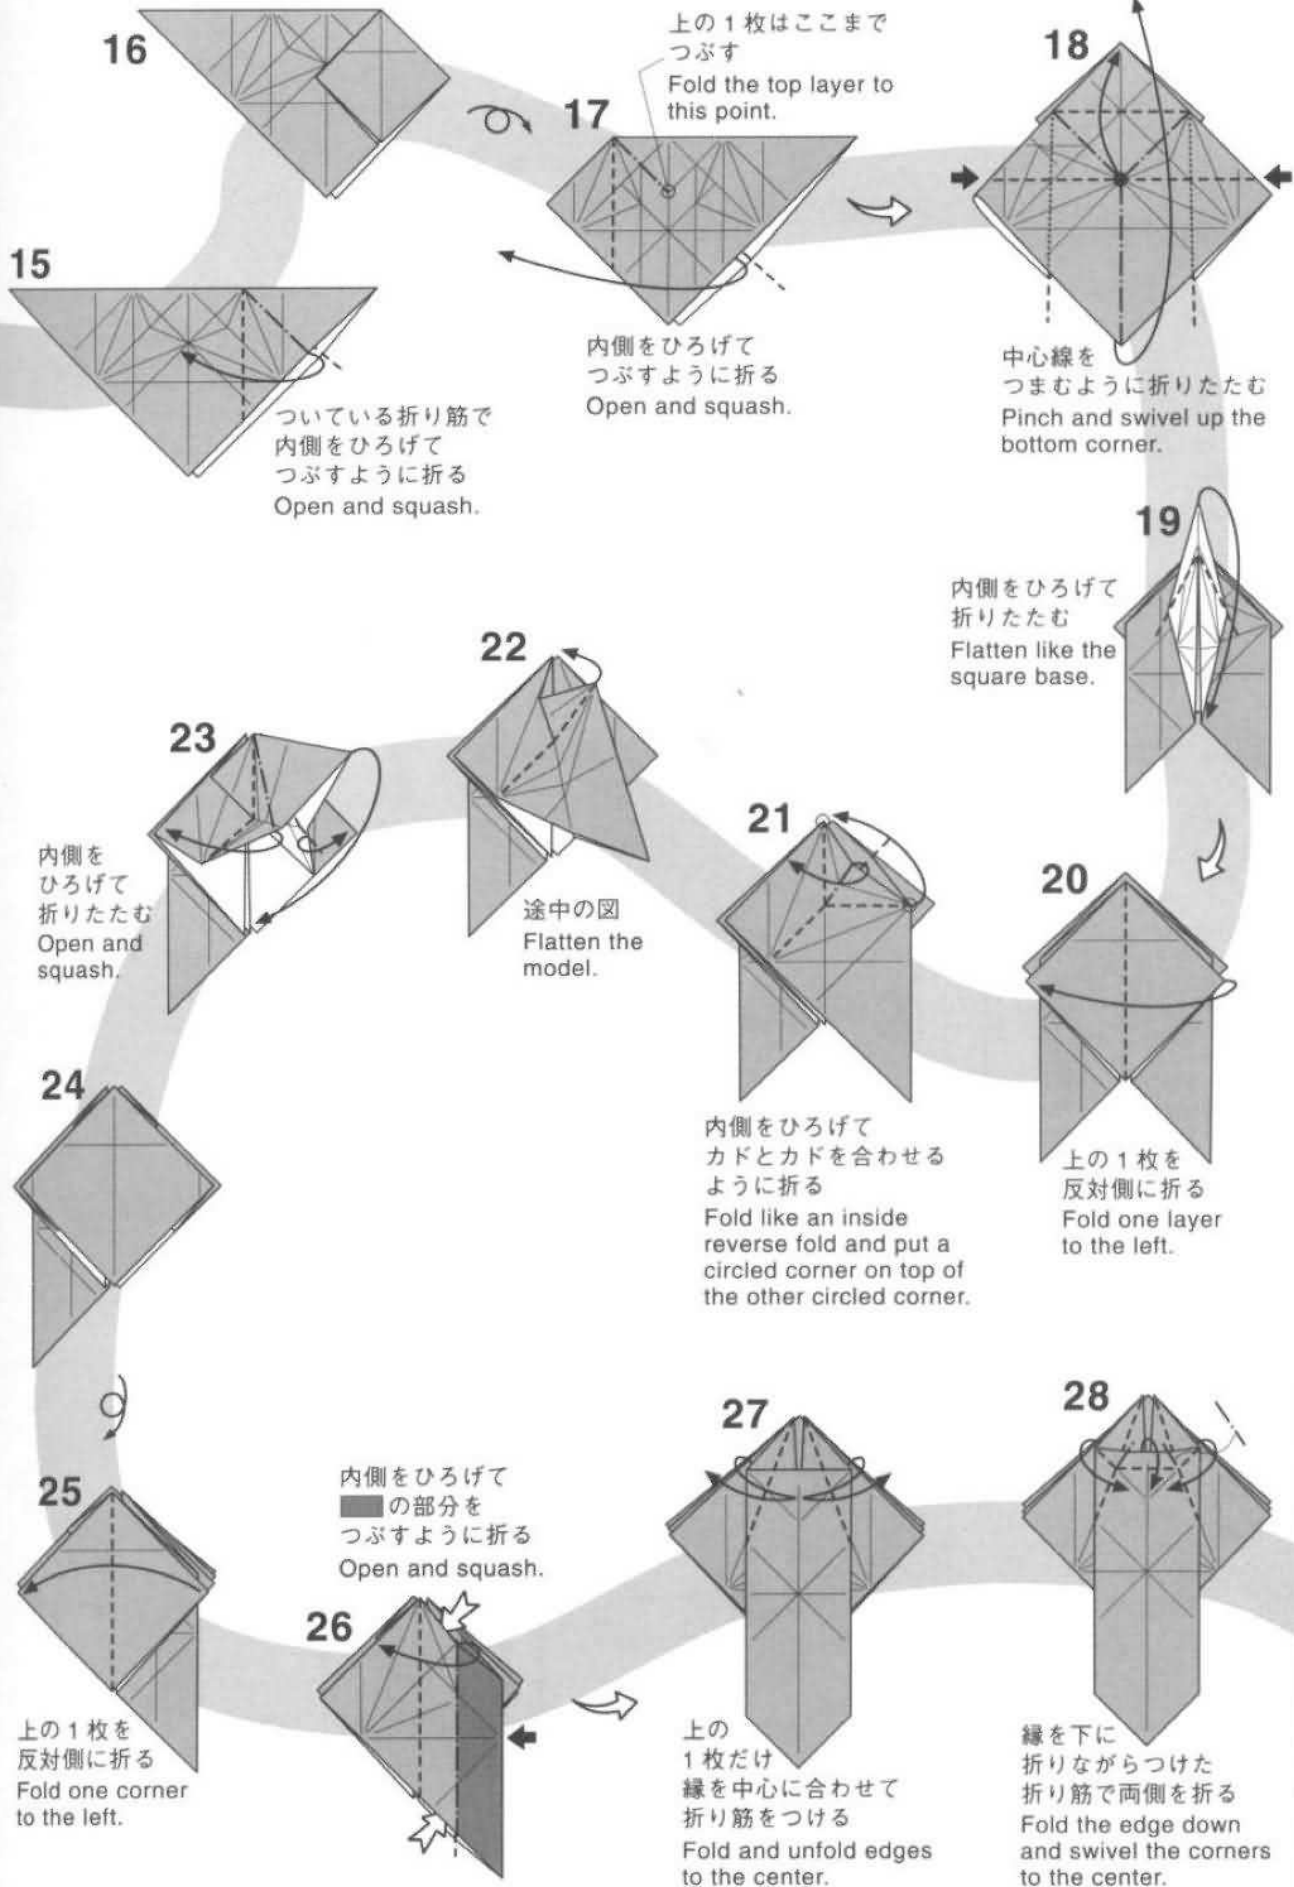 15
ついている折り筋で
内側をひろげて
つぶすように折る
Open and squash.
16
17
上の1枚はここまで
つぶす
Fold the top layer to
this point.
内側をひろげて
つぶすように折る
Open and squash.
18
中心線を
つまむように折りたたむ
Pinch and swivel up the
bottom corner.
19
内側をひろげて
折りたたむ
Flatten like the
square base.
20
上の1枚を
反対側に折る
Fold one layer
to the left.
21
内側をひろげて
カドとカドを合わせる
ように折る
Fold like an inside
reverse fold and put a
circled corner on top of
the other circled corner.
22
途中の図
Flatten the
model.
23
内側を
ひろげて
折りたたむ
Open and
squash.
24
25
上の1枚を
反対側に折る
Fold one corner
to the left.
26
内側をひろげて
の部分を
つぶすように折る
Open and squash.
27
上の
1枚だけ
縁を中心に合わせて
折り筋をつける
Fold and unfold edges
to the center.
28
縁を下に
折りながらつけた
折り筋で両側を折る
Fold the edge down
and swivel the corners
to the center.